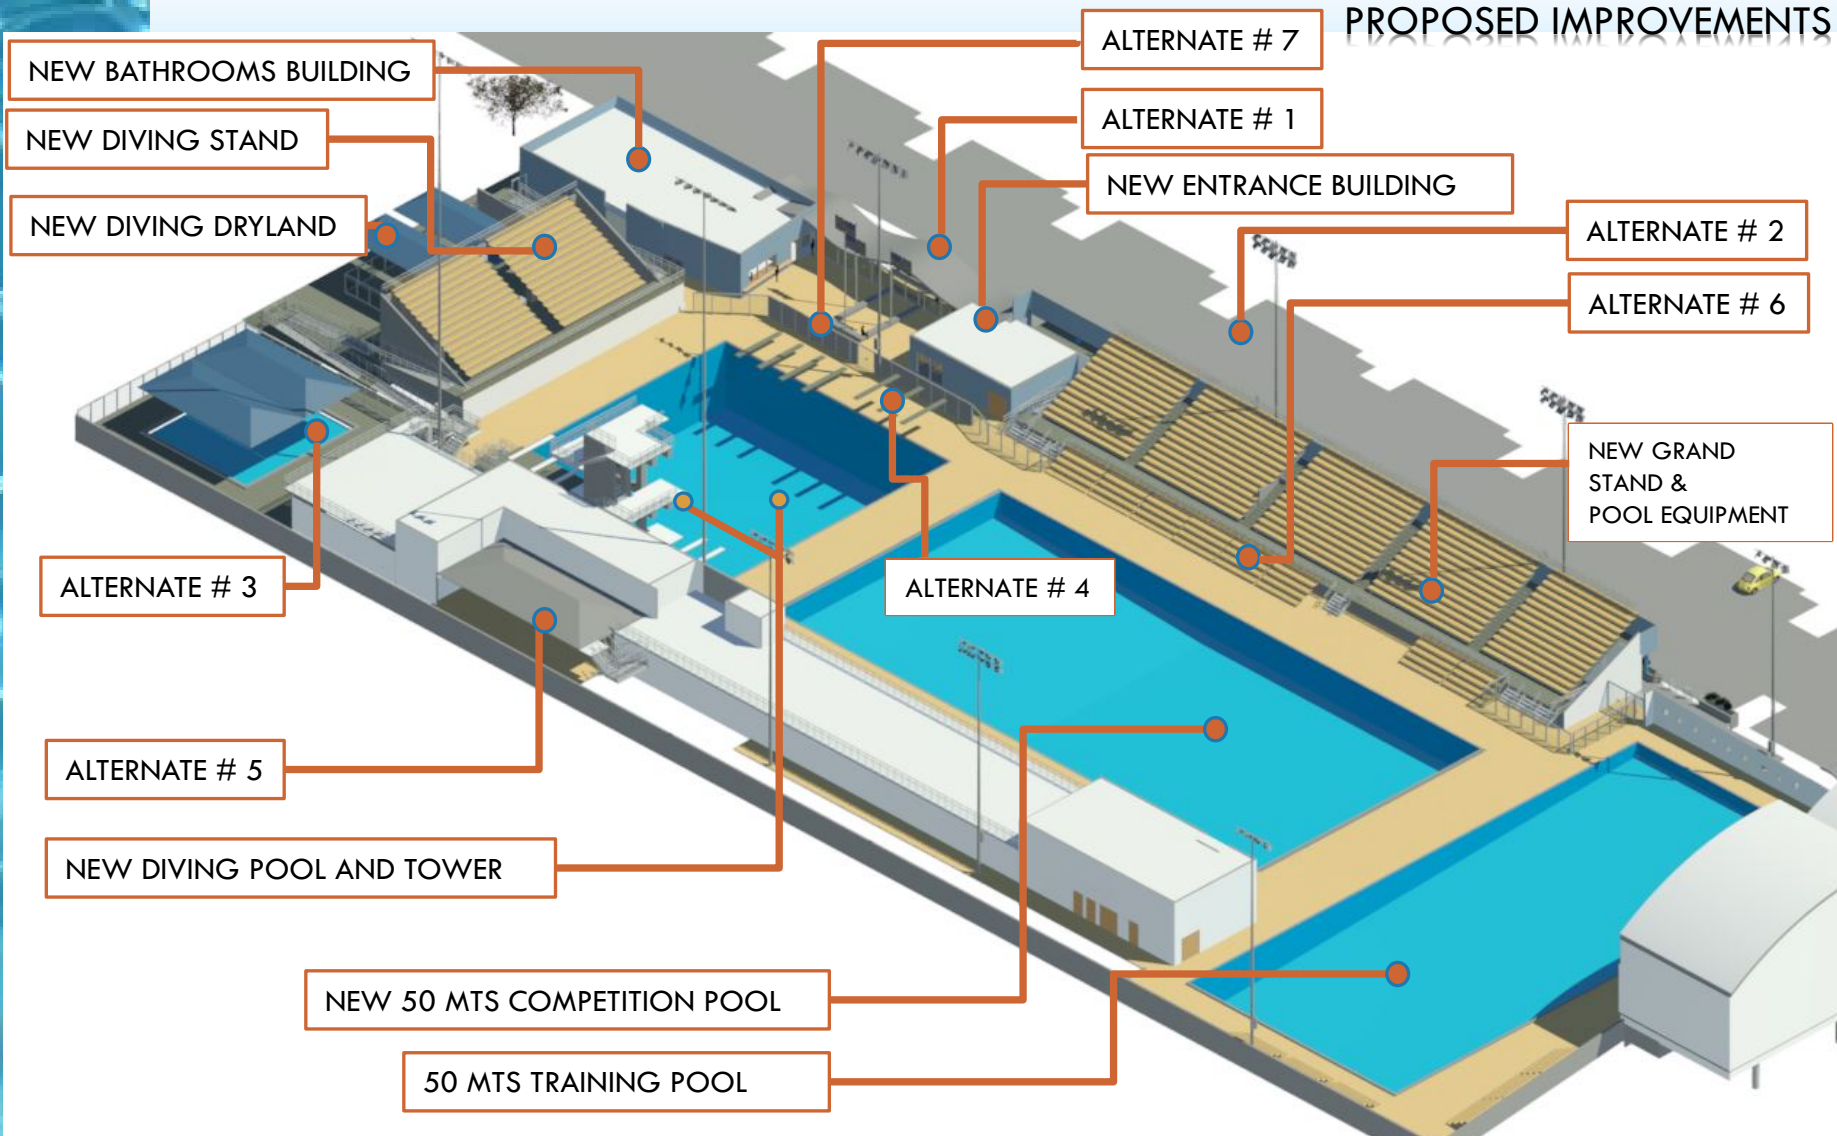 PROPOSED IMPROVEMENTS
ALTERNATE # 7
NEW BATHROOMS BUILDING
ALTERNATE # 1
NEW DIVING STAND
NEW ENTRANCE BUILDING
NEW DIVING DRYLAND
ALTERNATE # 2
ALTERNATE # 6
NEW GRAND
STAND &
POOL EQUIPMENT
ALTERNATE # 3
ALTERNATE # 4
ALTERNATE # 5
NEW DIVING POOL AND TOWER
NEW 50 MTS COMPETITION POOL
50 MTS TRAINING POOL